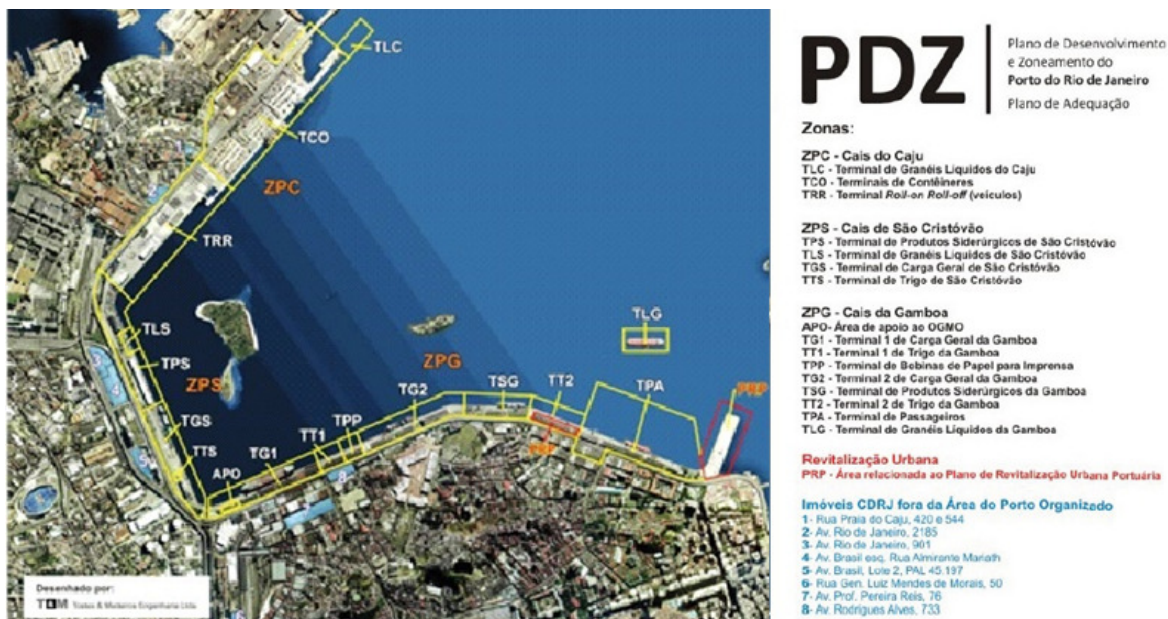 TLC
TCO
ZPC
TRR
TLG
TLS
TPS
ZPS
ZPG
TSG
TT2
TPA
PRP
TG2
TPP
TT1
TG1
TGS
TTS
APO
PRP
3
4
5
8
Desenhado por:
PDZ
Plano de Desenvolvimento
e Zoneamento do
Porto do Rio de Janeiro
Plano de Adequação
Zonas:
ZPC - Cais do Caju
TLC - Terminal de Granéis Líquidos do Caju
TCO - Terminais de Contêineres
TRR - Terminal Roll-on Roll-off (veículos)
ZPS - Cais de São Cristóvão
TPS - Terminal de Produtos Siderúrgicos de São Cristóvão
TLS - Terminal de Granéis Líquidos de São Cristóvão
TGS - Terminal de Carga Geral de São Cristóvão
TTS - Terminal de Trigo de São Cristóvão
ZPG - Cais da Gamboa
APO- Área de apoio ao OGMO
TG1 - Terminal 1 de Carga Geral da Gamboa
TT1 - Terminal 1 de Trigo da Gamboa
TPP - Terminal de Bobinas de Papel para Imprensa
TG2 - Terminal 2 de Carga Geral da Gamboa
TSG - Terminal de Produtos Siderúrgicos da Gamboa
TT2 - Terminal 2 de Trigo da Gamboa
TPA - Terminal de Passageiros
TLG - Terminal de Granéis Líquidos da Gamboa
Revitalização Urbana
PRP - Área relacionada ao Plano de Revitalização Urbana Portuária
Imóveis CDRJ fora da Área do Porto Organizado
1- Rua Praia do Caju, 420 e 544
2- Av. Rio de Janeiro, 2185
3- Av. Rio de Janeiro, 901
4- Av. Brasil esq. Rua Almirante Mariath
5- Av. Brasil, Lote 2, PAL 45.197
6- Rua Gen. Luiz Mendes de Morais, 50
7- Av. Prof. Pereira Reis, 76
8- Av. Rodrigues Alves, 733